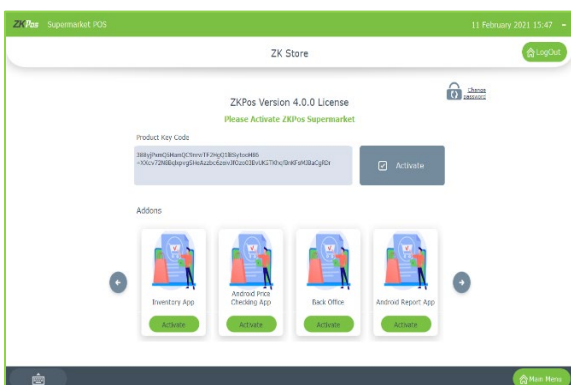 ZKPos Supermarket POS
11 February 2021 15:47
ZK Store
LogOut
Change
password
ZKPos Version 4.0.0 License
Please Activate ZKPos Supermarket
Product Key Code
Activate
Addons
Inventory App
Android Price
Checking App
Back Office
Android Report App
Activate
Activate
Activate
Activate
Main Menu